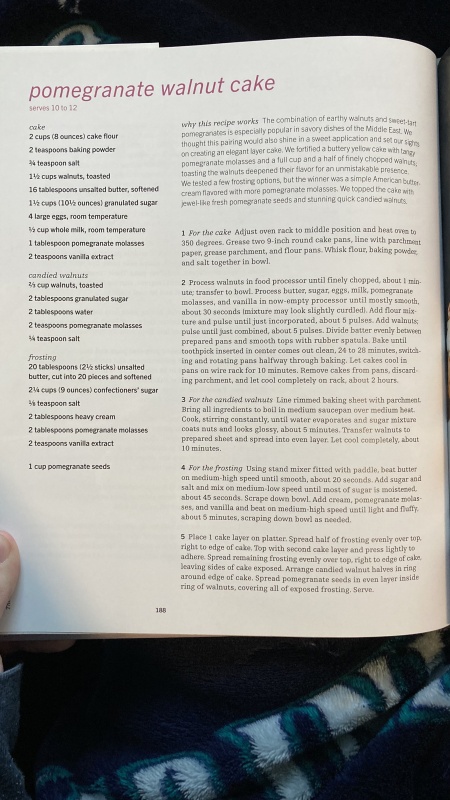 pomegranate walnut cake
serves 10 to 12
cake
2 cups (8 ounces) cake flour
2 teaspoons baking powder
¾ teaspoon salt
1½ cups walnuts, toasted
16 tablespoons unsalted butter, softened
1½ cups (10½ ounces) granulated sugar
4 large eggs, room temperature
½ cup whole milk, room temperature
1 tablespoon pomegranate molasses
2 teaspoons vanilla extract
candied walnuts
⅔ cup walnuts, toasted
2 tablespoons granulated sugar
2 tablespoons water
2 teaspoons pomegranate molasses
¼ teaspoon salt
frosting
20 tablespoons (2½ sticks) unsalted
butter, cut into 20 pieces and softened
2¼ cups (9 ounces) confectioners' sugar
⅛ teaspoon salt
2 tablespoons heavy cream
2 tablespoons pomegranate molasses
2 teaspoons vanilla extract
1 cup pomegranate seeds
why this recipe works The combination of earthy walnuts and sweet-tart
pomegranates is especially popular in savory dishes of the Middle East. We
thought this pairing would also shine in a sweet application and set our sights
on creating an elegant layer cake. We fortified a buttery yellow cake with tangy
pomegranate molasses and a full cup and a half of finely chopped walnuts;
toasting the walnuts deepened their flavor for an unmistakable presence.
We tested a few frosting options, but the winner was a simple American butter-
cream flavored with more pomegranate molasses. We topped the cake with
jewel-like fresh pomegranate seeds and stunning quick candied walnuts.
1 For the cake Adjust oven rack to middle position and heat oven to
350 degrees. Grease two 9-inch round cake pans, line with parchment
paper, grease parchment, and flour pans. Whisk flour, baking powder,
and salt together in bowl.
2 Process walnuts in food processor until finely chopped, about 1 min-
ute; transfer to bowl. Process butter, sugar, eggs, milk, pomegranate
molasses, and vanilla in now-empty processor until mostly smooth,
about 30 seconds (mixture may look slightly curdled). Add flour mix-
ture and pulse until just incorporated, about 5 pulses. Add walnuts;
pulse until just combined, about 5 pulses. Divide batter evenly between
prepared pans and smooth tops with rubber spatula. Bake until
toothpick inserted in center comes out clean, 24 to 28 minutes, switch-
ing and rotating pans halfway through baking. Let cakes cool in
pans on wire rack for 10 minutes. Remove cakes from pans, discard-
ing parchment, and let cool completely on rack, about 2 hours.
3 For the candied walnuts Line rimmed baking sheet with parchment.
Bring all ingredients to boil in medium saucepan over medium heat.
Cook, stirring constantly, until water evaporates and sugar mixture
coats nuts and looks glossy, about 5 minutes. Transfer walnuts to
prepared sheet and spread into even layer. Let cool completely, about
10 minutes.
4 For the frosting Using stand mixer fitted with paddle, beat butter
on medium-high speed until smooth, about 20 seconds. Add sugar and
salt and mix on medium-low speed until most of sugar is moistened,
about 45 seconds. Scrape down bowl. Add cream, pomegranate molas-
ses, and vanilla and beat on medium-high speed until light and fluffy,
about 5 minutes, scraping down bowl as needed.
5 Place 1 cake layer on platter. Spread half of frosting evenly over top,
right to edge of cake. Top with second cake layer and press lightly to
adhere. Spread remaining frosting evenly over top, right to edge of cake,
leaving sides of cake exposed. Arrange candied walnut halves in ring
around edge of cake. Spread pomegranate seeds in even layer inside
ring of walnuts, covering all of exposed frosting. Serve.
188